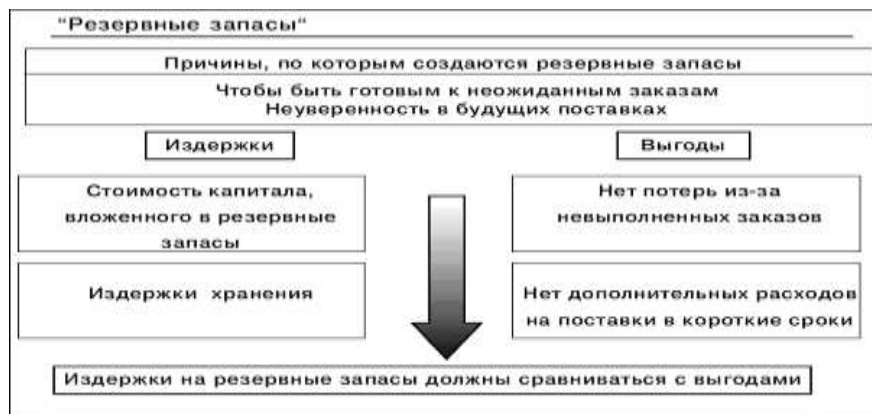 "Резервные запасы"
Причины, по которым создаются резервные запасы
Чтобы быть готовым к неожиданным заказам
Неуверенность в будущих поставках
Издержки
Выгоды
Стоимость капитала,
вложенного в резервные
запасы
Нет потерь из-за
невыполненных заказов
Издержки хранения
Нет дополнительных расходов
на поставки в короткие сроки
Издержки на резервные запасы должны сравниваться с выгодами